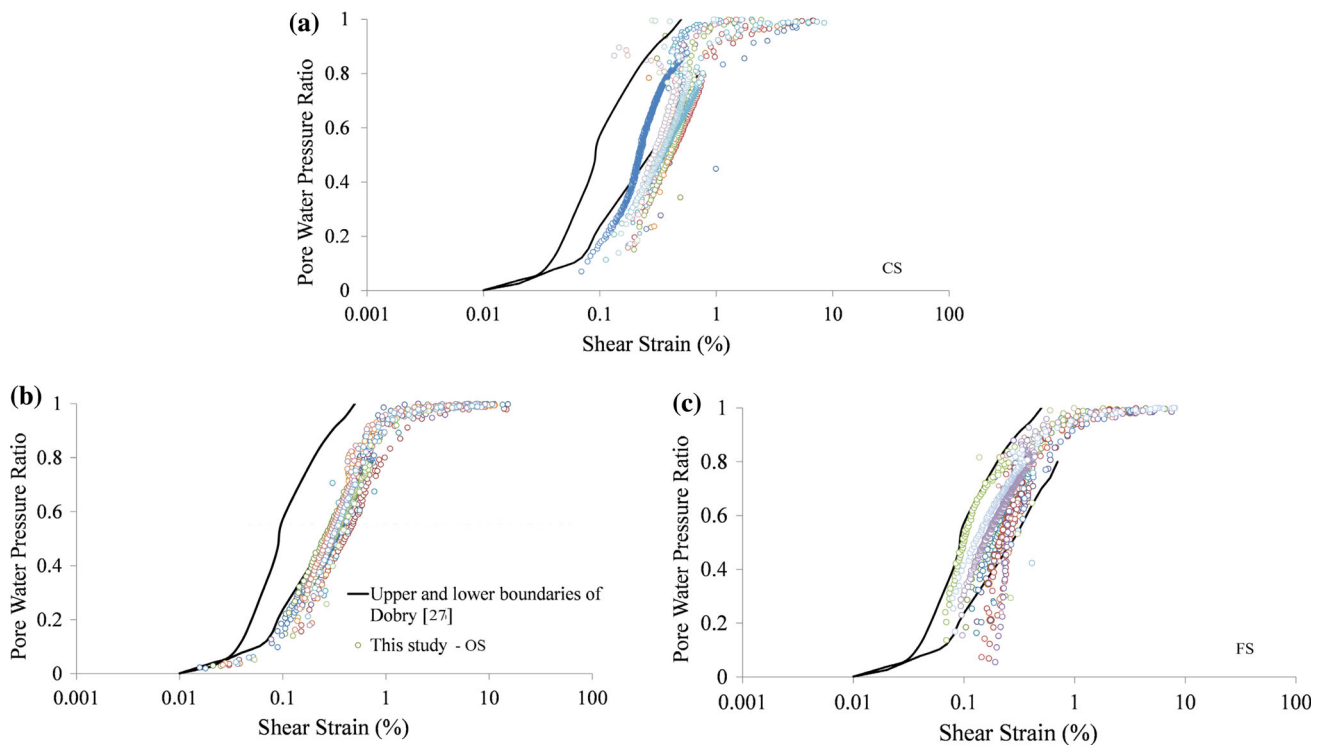 (a)
Pore Water Pressure Ratio
1
0.8
0.6
0.4
0.2
0
0.001 0.01 0.1 1 10 100
Shear Strain (%)
CS
(b)
Pore Water Pressure Ratio
1
0.8
0.6
0.4
0.2
0
0.001 0.01 0.1 1 10 100
Shear Strain (%)
Upper and lower boundaries of
Dobry [27]
This study - OS
(c)
Pore Water Pressure Ratio
1
0.8
0.6
0.4
0.2
0
0.001 0.01 0.1 1 10 100
Shear Strain (%)
FS